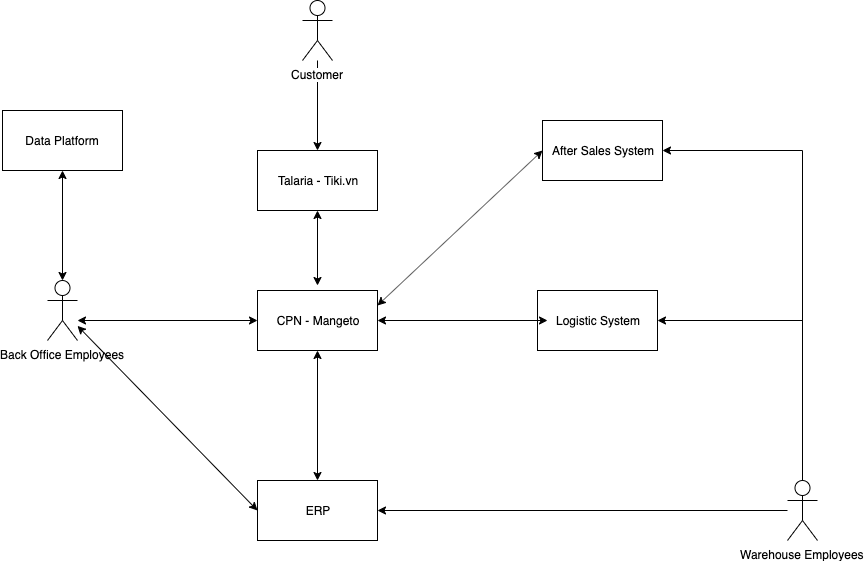 Customer
Data Platform
After Sales System
Talaria - Tiki.vn
CPN - Mangeto
Logistic System
Back Office Employees
ERP
Warehouse Employees